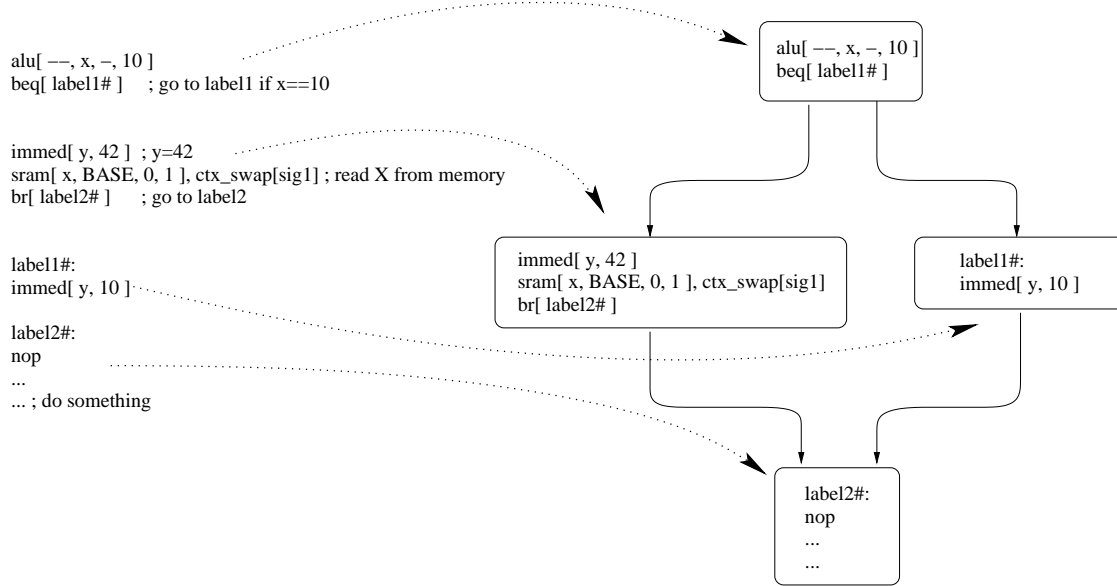 alu[ −−, x, −, 10 ]
beq[ label1# ] ; go to label1 if x==10
immed[ y, 42 ] ; y=42
sram[ x, BASE, 0, 1 ], ctx_swap[sig1] ; read X from memory
br[ label2# ] ; go to label2
label1#:
immed[ y, 10 ]
label2#:
nop
...
... ; do something
alu[ −−, x, −, 10 ]
beq[ label1# ]
immed[ y, 42 ]
sram[ x, BASE, 0, 1 ], ctx_swap[sig1]
br[ label2# ]
label1#:
immed[ y, 10 ]
label2#:
nop
...
...